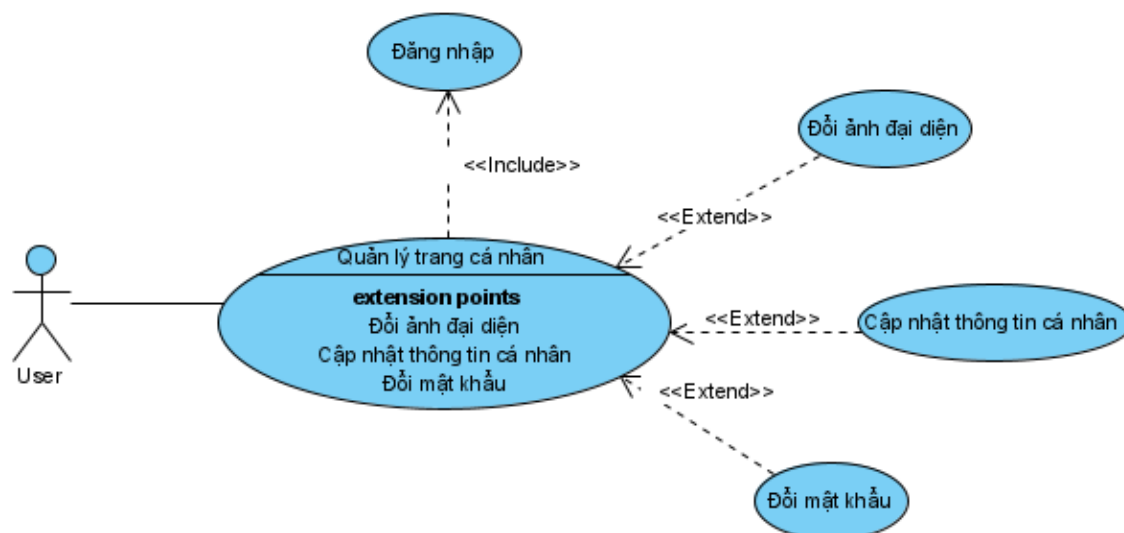 Đăng nhập
Đổi ảnh đại diện
<<Include>>
<<Extend>>
Quản lý trang cá nhân
extension points
Đổi ảnh đại diện
Cập nhật thông tin cá nhân
Đổi mật khẩu
<<Extend>>
Cập nhật thông tin cá nhân
User
<<Extend>>
Đổi mật khẩu